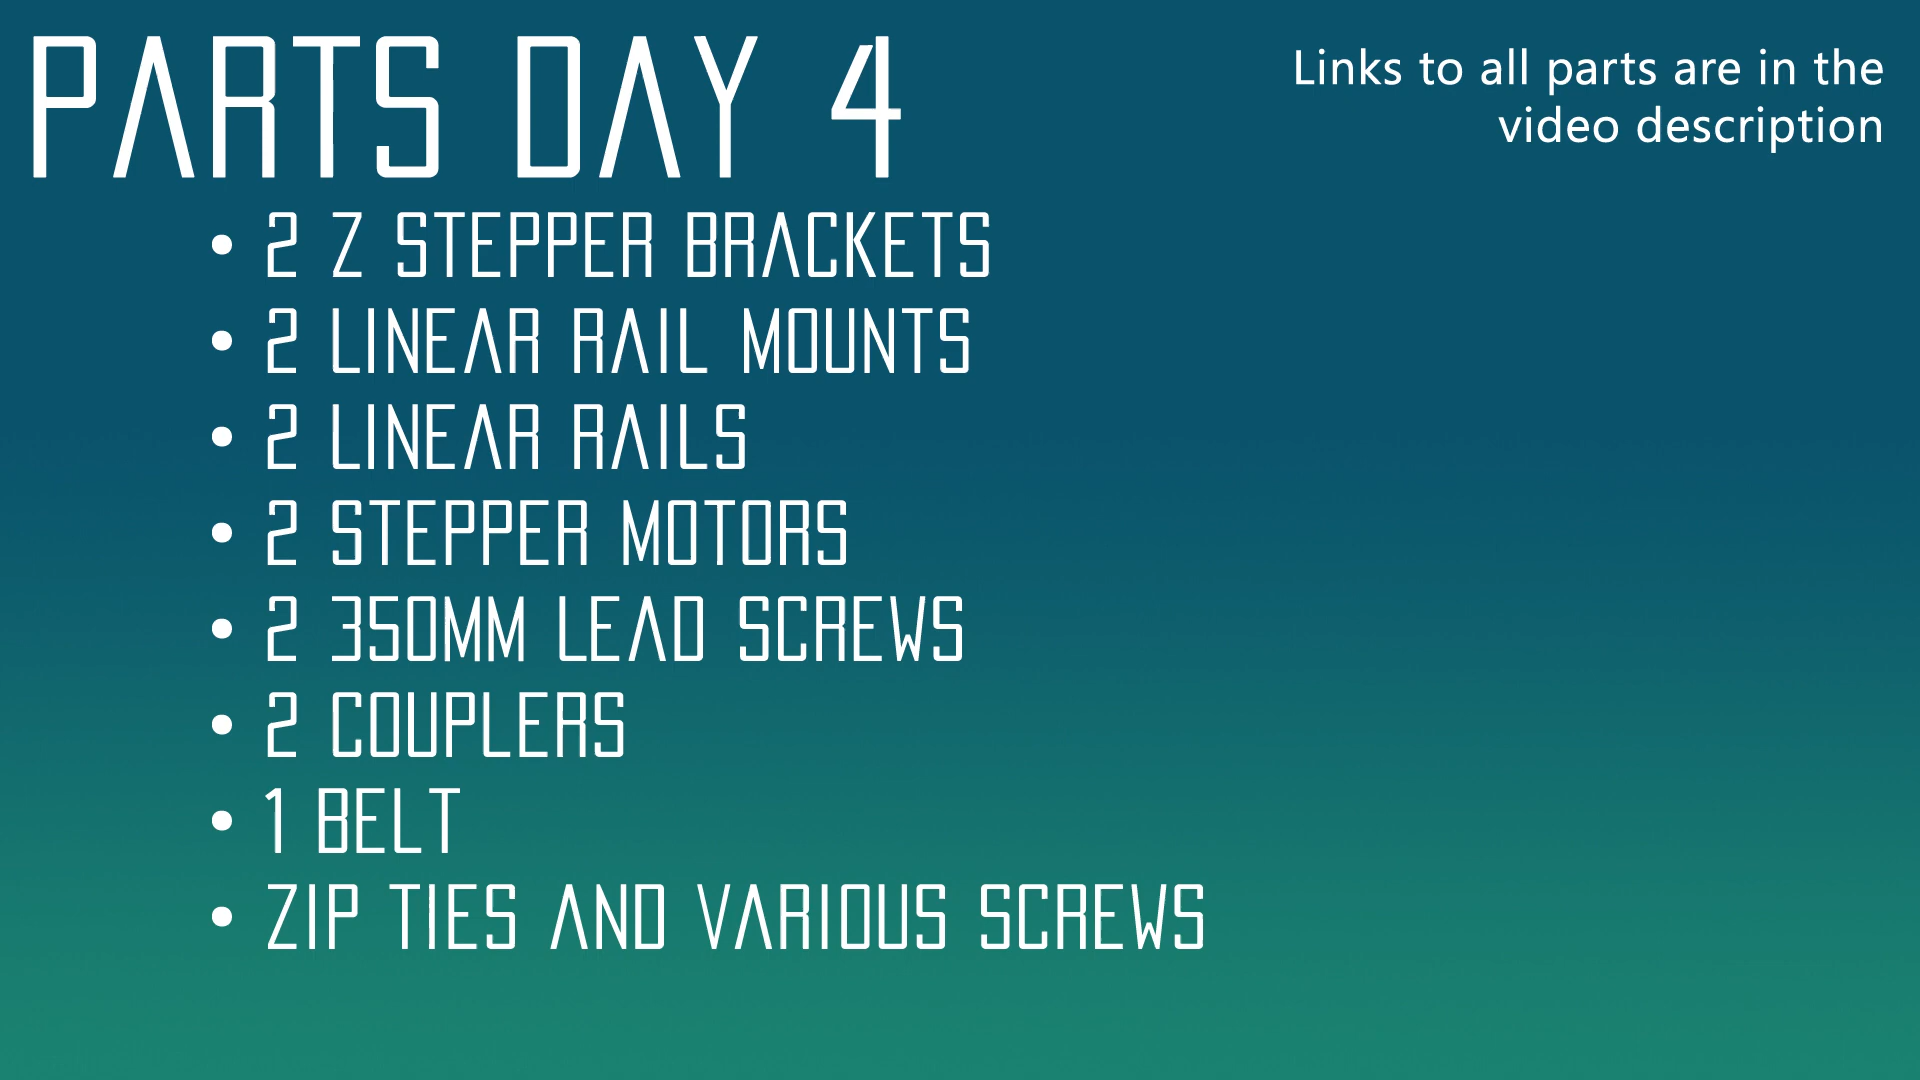 PARTS DAY 4
Links to all parts are in the
video description
• 2 Z STEPPER BRACKETS
• 2 LINEAR RAIL MOUNTS
• 2 LINEAR RAILS
• 2 STEPPER MOTORS
• 2 350MM LEAD SCREWS
• 2 COUPLERS
• 1 BELT
• ZIP TIES AND VARIOUS SCREWS